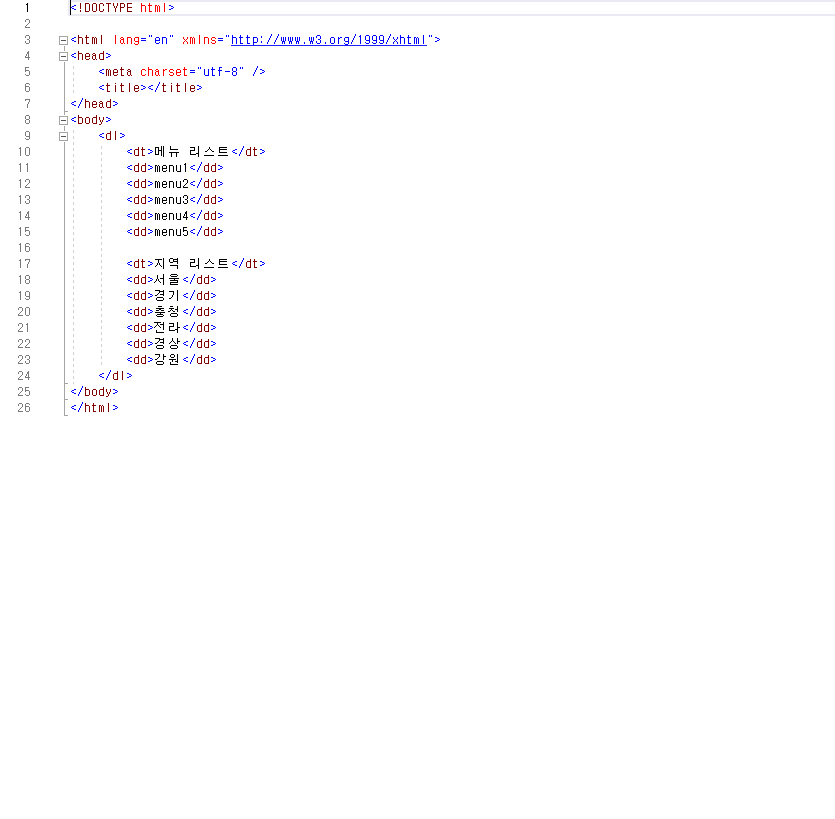 1 <!DOCTYPE html>
2
3 <html lang="en" xmlns="http://www.w3.org/1999/xhtml">
4 <head>
5     <meta charset="utf-8" />
6     <title></title>
7 </head>
8 <body>
9     <dl>
10         <dt>메뉴 리스트</dt>
11         <dd>menu1</dd>
12         <dd>menu2</dd>
13         <dd>menu3</dd>
14         <dd>menu4</dd>
15         <dd>menu5</dd>
16
17         <dt>지역 리스트</dt>
18         <dd>서울</dd>
19         <dd>경기</dd>
20         <dd>충청</dd>
21         <dd>전라</dd>
22         <dd>경상</dd>
23         <dd>강원</dd>
24     </dl>
25 </body>
26 </html>